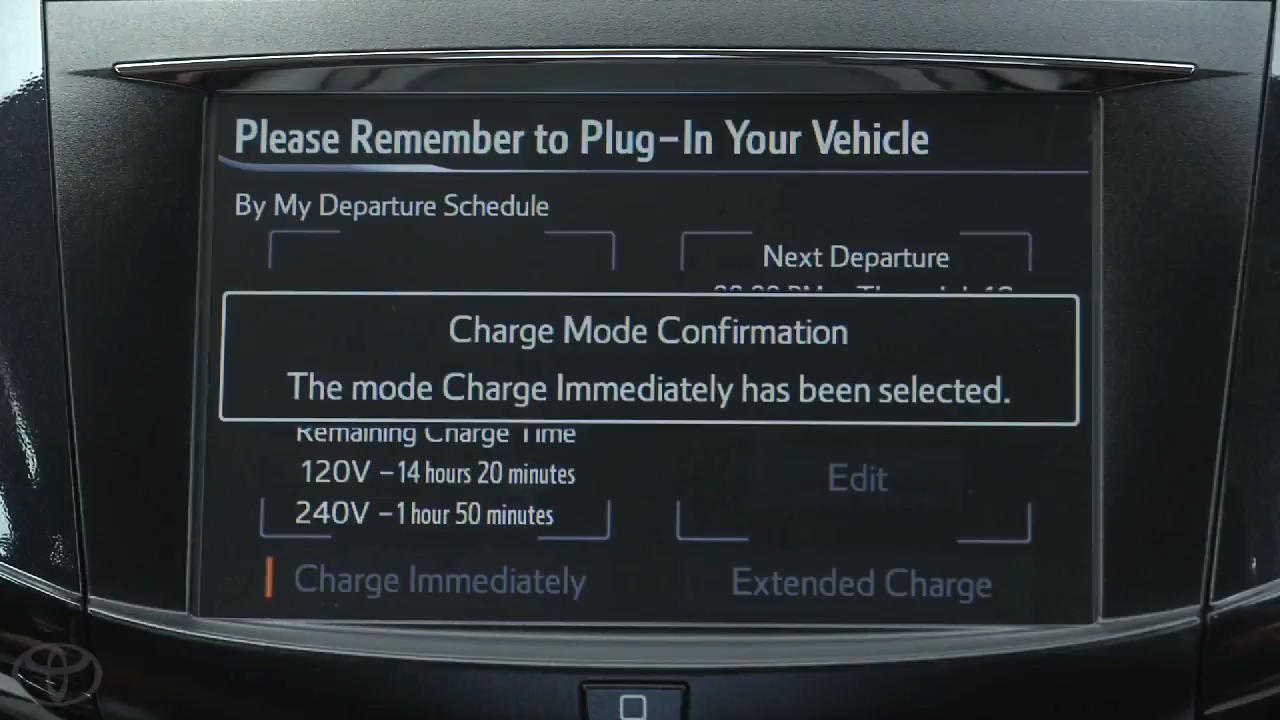 Please Remember to Plug-In Your Vehicle
By My Departure Schedule
Next Departure
Charge Mode Confirmation
The mode Charge Immediately has been selected.
Remaining Charge Time
120V - 14 hours 20 minutes
Edit
240V - 1 hour 50 minutes
Charge Immediately
Extended Charge